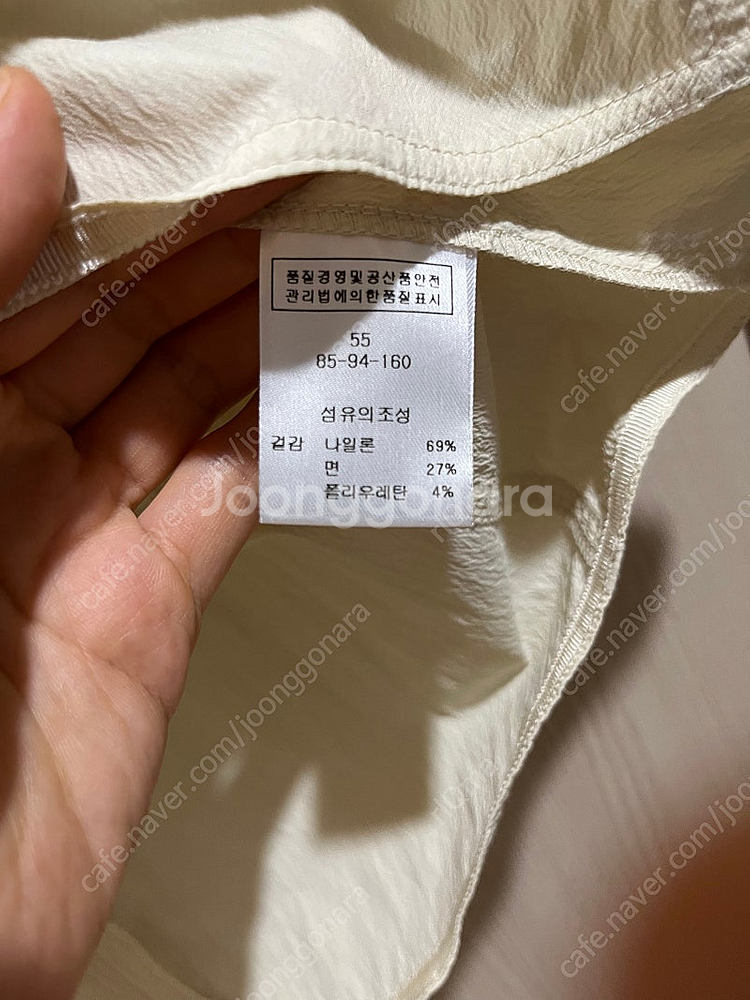 품질경영및공산품안전
관리법에의한품질표시
55
85-94-160
섬유의조성
겉감 나일론 69%
면 27%
폴리우레탄 4%
Joonggonara
cafe.naver.com/joonggonara